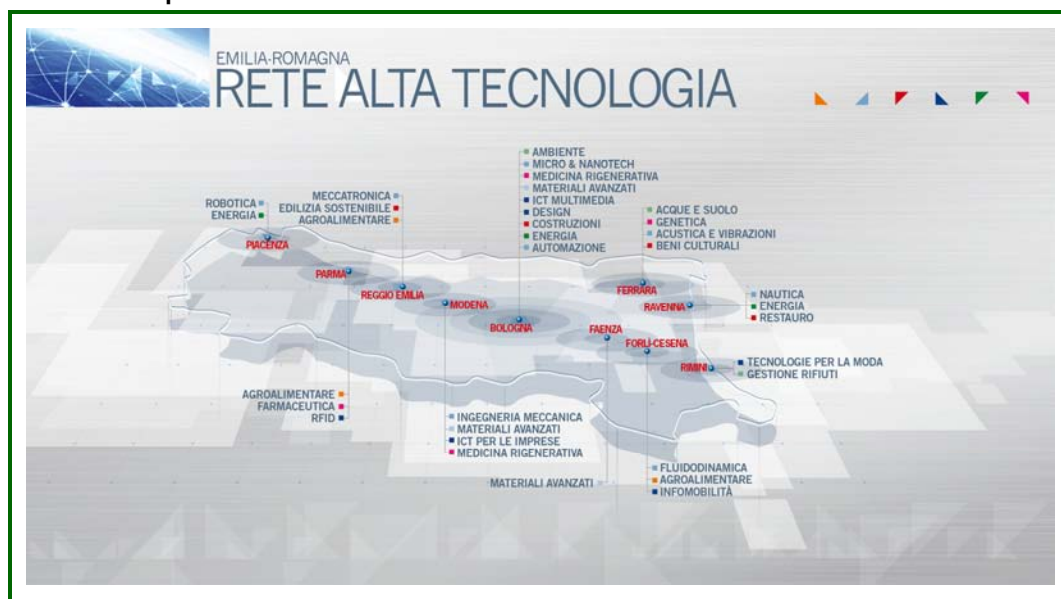 EMILIA-ROMAGNA
RETE ALTA TECNOLOGIA
AMBIENTE
MICRO & NANOTECH
MEDICINA RIGENERATIVA
MATERIALI AVANZATI
ICT MULTIMEDIA
DESIGN
COSTRUZIONI
ENERGIA
AUTOMAZIONE
MECCATRONICA
EDILIZIA SOSTENIBILE
AGROALIMENTARE
ROBOTICA
ENERGIA
ACQUE E SUOLO
GENETICA
ACUSTICA E VIBRAZIONI
BENI CULTURALI
PIACENZA
PARMA
REGGIO EMILIA
MODENA
BOLOGNA
FERRARA
RAVENNA
FAENZA
FORLÌ-CESENA
RIMINI
NAUTICA
ENERGIA
RESTAURO
TECNOLOGIE PER LA MODA
GESTIONE RIFIUTI
AGROALIMENTARE
FARMACEUTICA
RFID
INGEGNERIA MECCANICA
MATERIALI AVANZATI
ICT PER LE IMPRESE
MEDICINA RIGENERATIVA
MATERIALI AVANZATI
FLUIDODINAMICA
AGROALIMENTARE
INFOMOBILITÀ